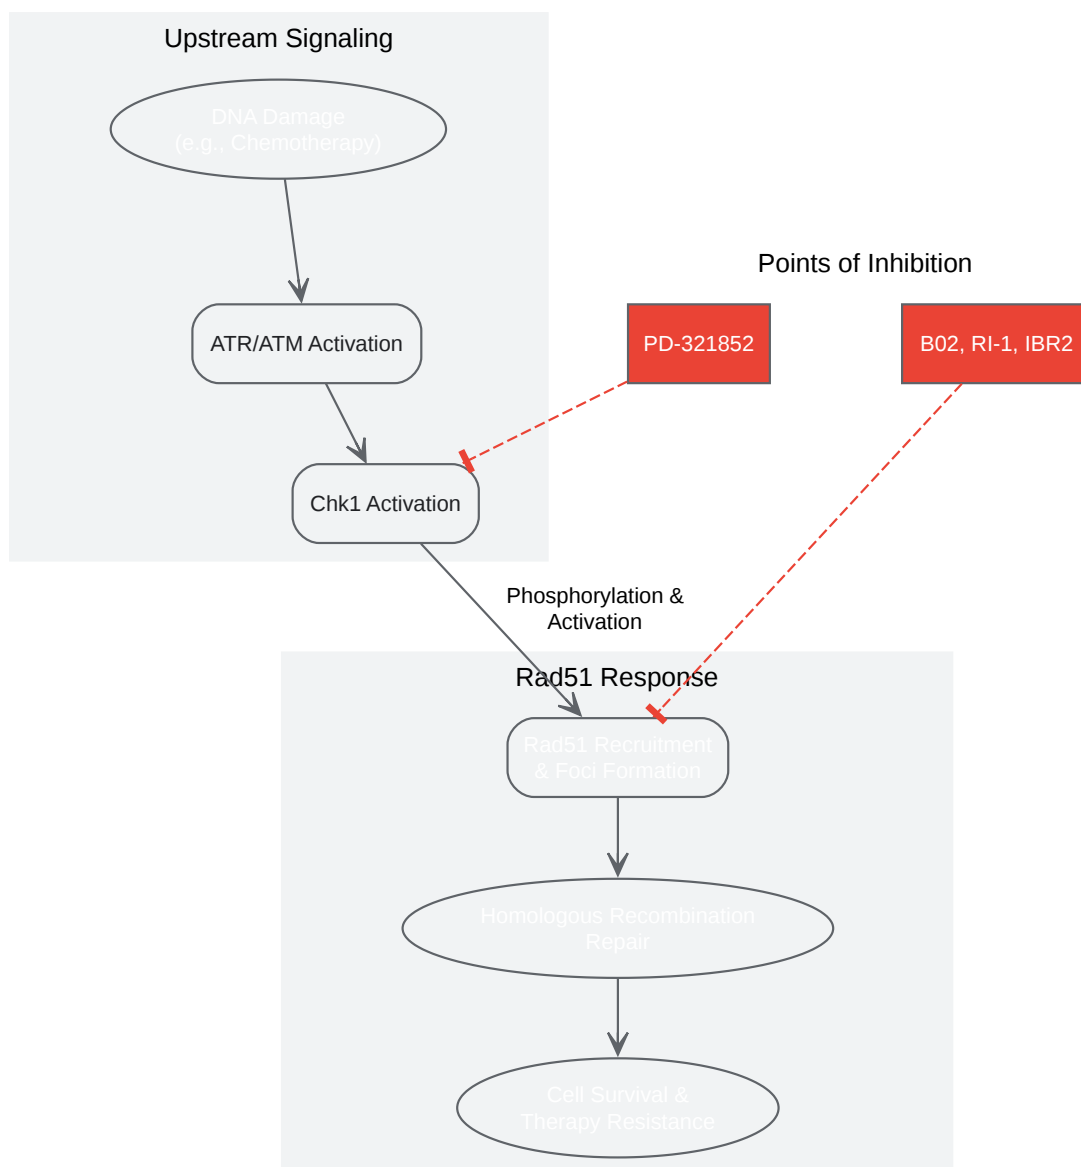 Upstream Signaling
DNA Damage
(e.g., Chemotherapy)
Points of Inhibition
ATR/ATM Activation
PD-321852
B02, RI-1, IBR2
Chk1 Activation
Phosphorylation &
Activation
Rad51 Response
Rad51 Recruitment
& Foci Formation
Homologous Recombination
Repair
Cell Survival &
Therapy Resistance